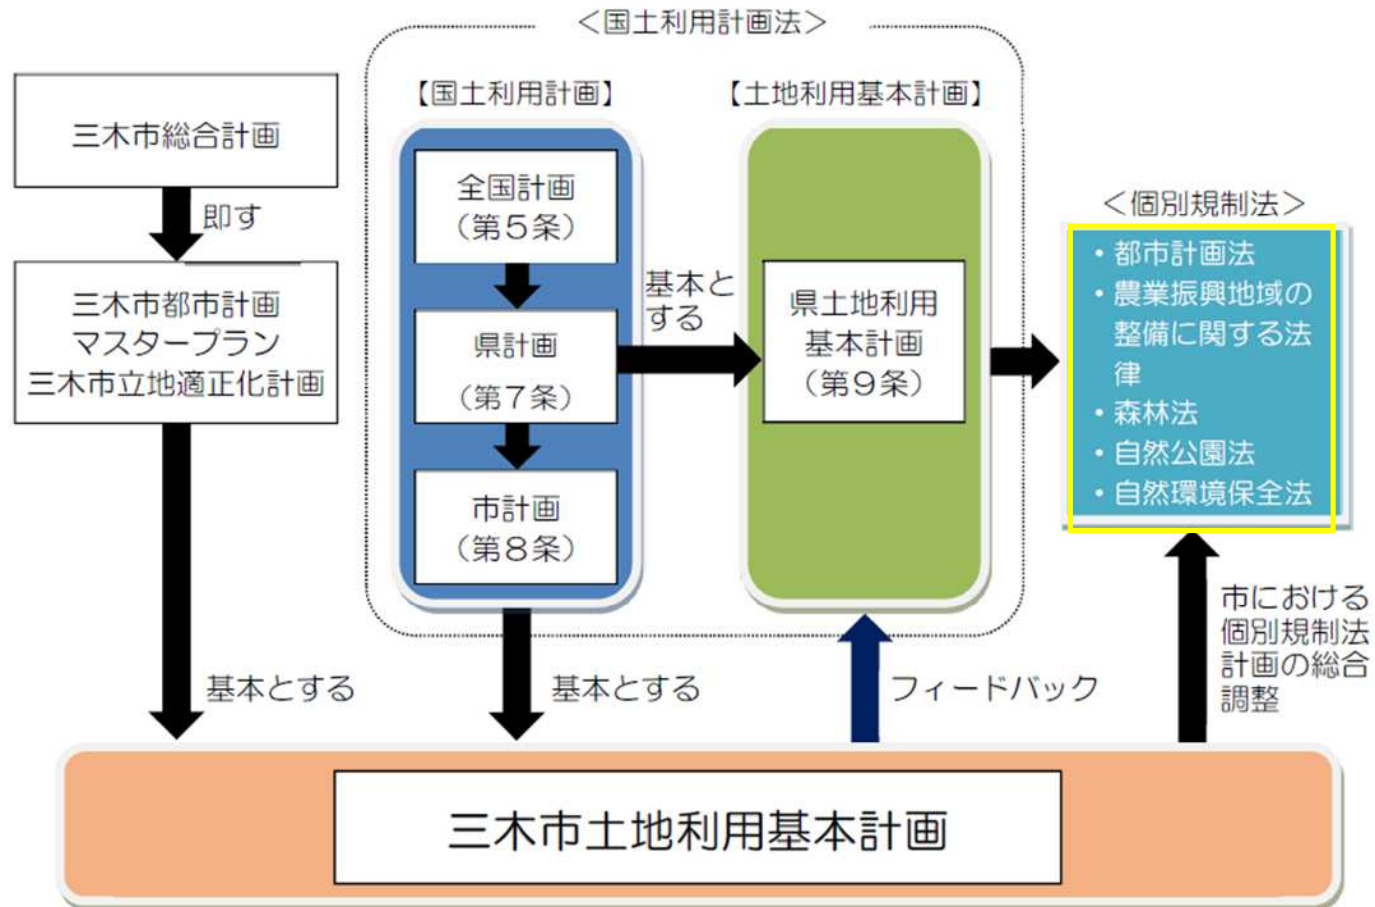 <国土利用計画法>
三木市総合計画
即す
三木市都市計画
マスタープラン
三木市立地適正化計画
基本とする
【国土利用計画】
全国計画
(第5条)
県計画
(第7条)
市計画
(第8条)
基本とする
基本と
する
【土地利用基本計画】
県土地利用
基本計画
(第9条)
フィードバック
<個別規制法>
・都市計画法
・農業振興地域の
整備に関する法
律
・森林法
・自然公園法
・自然環境保全法
市における
個別規制法
計画の総合
調整
三木市土地利用基本計画